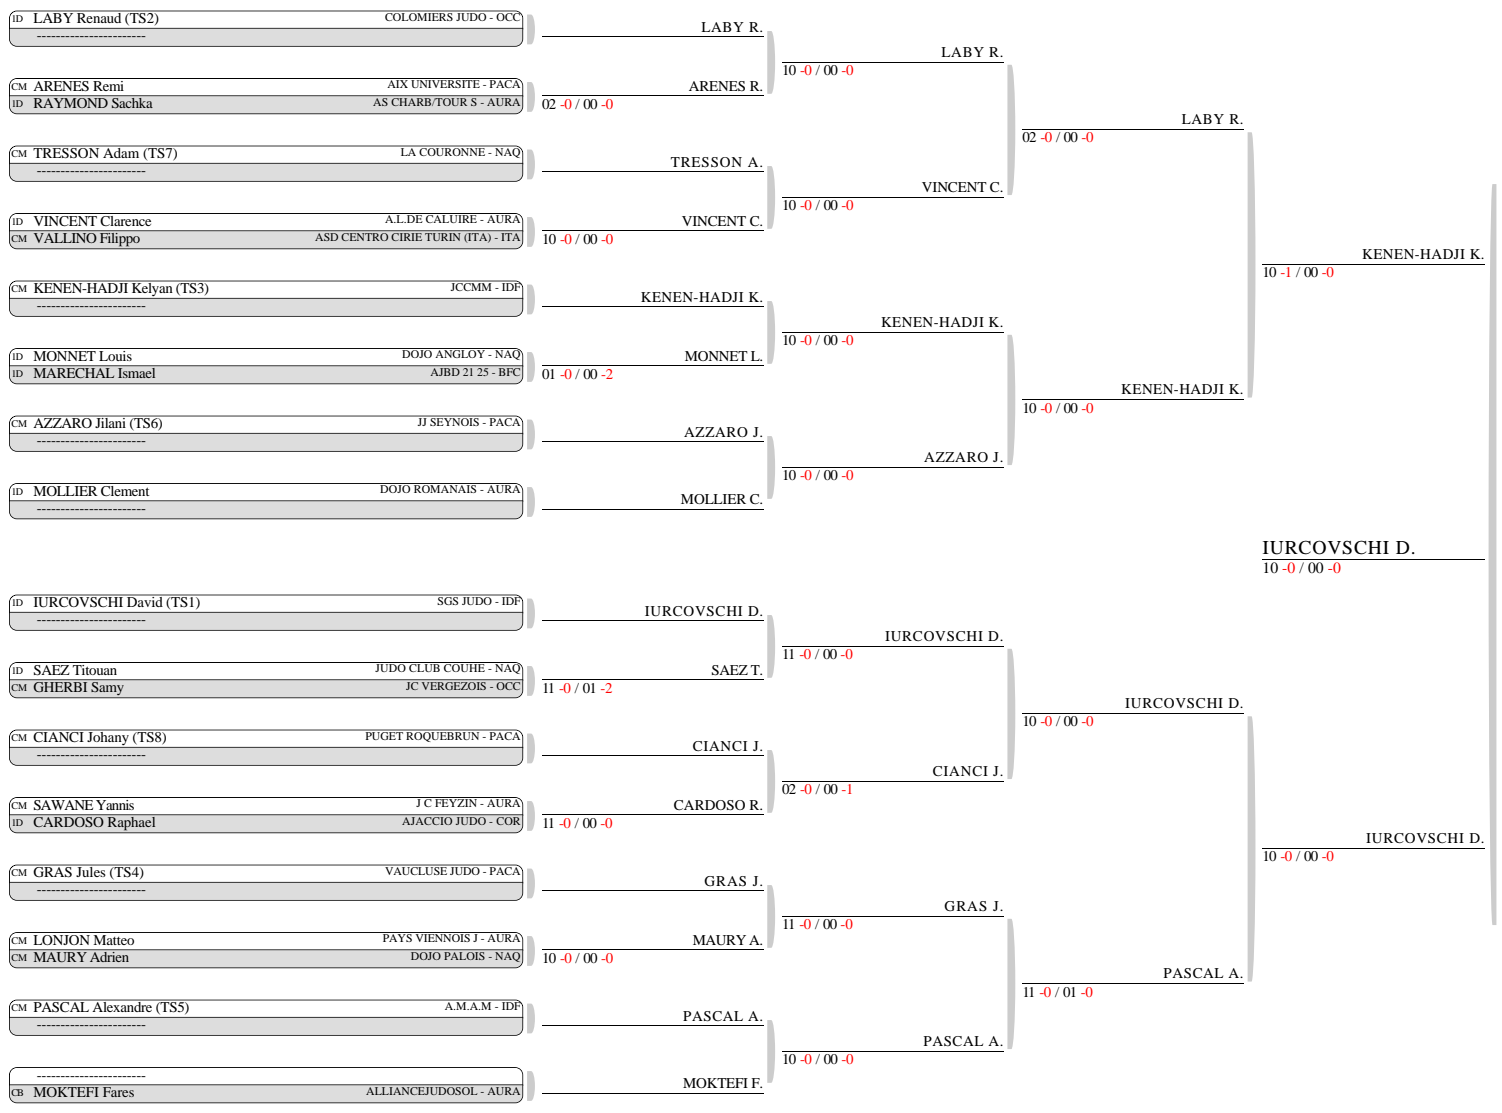 1D LABY Renaud (TS2) COLOMIERS JUDO - OCC
-----------------------
LABY R.
CM ARENES Remi AIX UNIVERSITE - PACA
1D RAYMOND Sachka AS CHARB/TOUR S - AURA
ARENES R.
02 -0 / 00 -0
LABY R.
10 -0 / 00 -0
CM TRESSON Adam (TS7) LA COURONNE - NAQ
-----------------------
TRESSON A.
1D VINCENT Clarence A.L.DE CALUIRE - AURA
CM VALLINO Filippo ASD CENTRO CIRIE TURIN (ITA) - ITA
VINCENT C.
10 -0 / 00 -0
VINCENT C.
10 -0 / 00 -0
LABY R.
02 -0 / 00 -0
CM KENEN-HADJI Kelyan (TS3) JCCMM - IDF
-----------------------
KENEN-HADJI K.
1D MONNET Louis DOJO ANGLOY - NAQ
1D MARECHAL Ismael AJBD 21 25 - BFC
MONNET L.
01 -0 / 00 -2
KENEN-HADJI K.
10 -0 / 00 -0
CM AZZARO Jilani (TS6) JJ SEYNOIS - PACA
-----------------------
AZZARO J.
1D MOLLIER Clement DOJO ROMANAIS - AURA
-----------------------
MOLLIER C.
AZZARO J.
10 -0 / 00 -0
KENEN-HADJI K.
10 -0 / 00 -0
KENEN-HADJI K.
10 -1 / 00 -0
IURCOVSCHI D.
10 -0 / 00 -0
1D IURCOVSCHI David (TS1) SGS JUDO - IDF
-----------------------
IURCOVSCHI D.
1D SAEZ Titouan JUDO CLUB COUHE - NAQ
CM GHERBI Samy JC VERGEZOIS - OCC
SAEZ T.
11 -0 / 01 -2
IURCOVSCHI D.
11 -0 / 00 -0
CM CIANCI Johany (TS8) PUGET ROQUEBRUN - PACA
-----------------------
CIANCI J.
CM SAWANE Yannis J C FEYZIN - AURA
1D CARDOSO Raphael AJACCIO JUDO - COR
CARDOSO R.
11 -0 / 00 -0
CIANCI J.
02 -0 / 00 -1
IURCOVSCHI D.
10 -0 / 00 -0
CM GRAS Jules (TS4) VAUCLUSE JUDO - PACA
-----------------------
GRAS J.
CM LONJON Matteo PAYS VIENNOIS J - AURA
CM MAURY Adrien DOJO PALOIS - NAQ
MAURY A.
10 -0 / 00 -0
GRAS J.
11 -0 / 00 -0
CM PASCAL Alexandre (TS5) A.M.A.M - IDF
-----------------------
PASCAL A.
-----------------------
CB MOKTEFI Fares ALLIANCEJUDOSOL - AURA
MOKTEFI F.
PASCAL A.
10 -0 / 00 -0
PASCAL A.
11 -0 / 01 -0
IURCOVSCHI D.
10 -0 / 00 -0